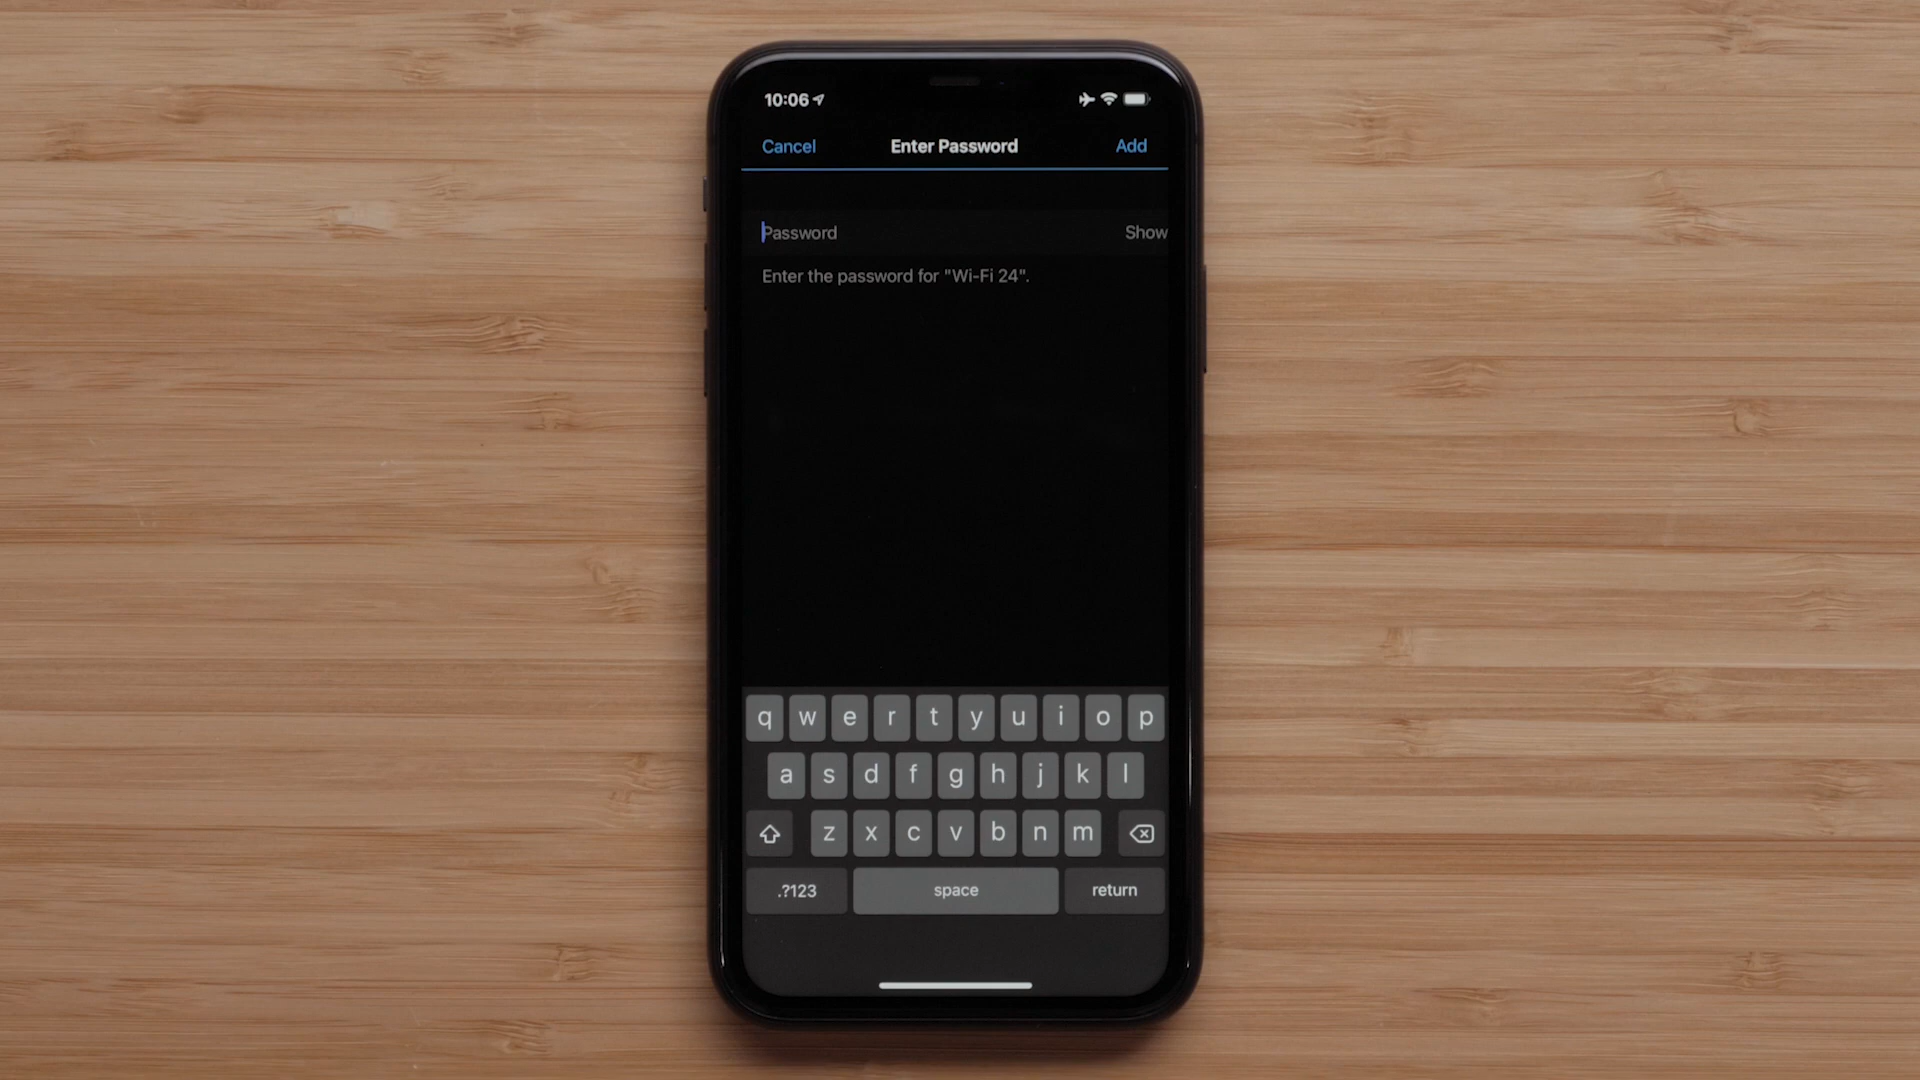 10:06
Cancel Enter Password Add
Password Show
Enter the password for "Wi-Fi 24".
q w e r t y u i o p
a s d f g h j k l
z x c v b n m
.?123 space return